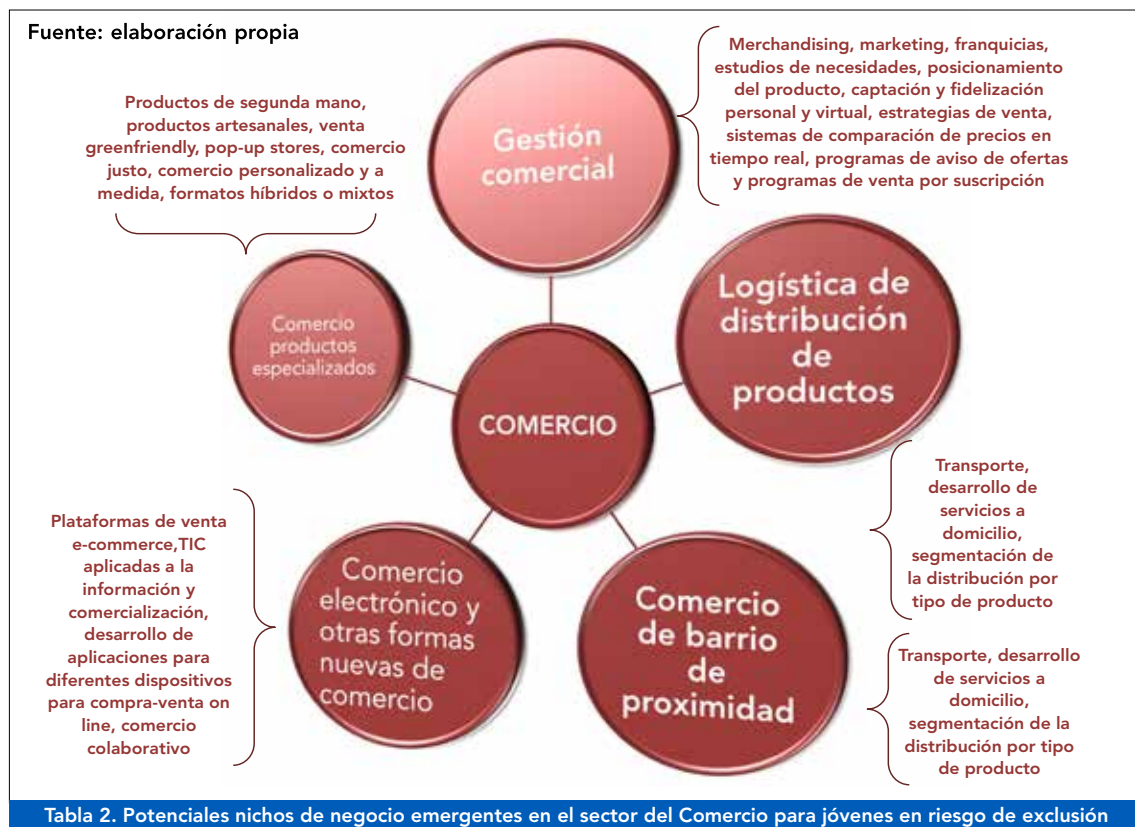 Fuente: elaboración propia
Merchandising, marketing, franquicias,
estudios de necesidades, posicionamiento
del producto, captación y fidelización
personal y virtual, estrategias de venta,
sistemas de comparación de precios en
tiempo real, programas de aviso de ofertas
y programas de venta por suscripción
Productos de segunda mano,
productos artesanales, venta
greenfriendly, pop-up stores, comercio
justo, comercio personalizado y a
medida, formatos híbridos o mixtos
Gestión
comercial
Logística de
distribución
de
productos
Comercio
productos
especializados
COMERCIO
Transporte,
desarrollo de
servicios a
domicilio,
segmentación de
la distribución por
tipo de producto
Plataformas de venta
e-commerce,TIC
aplicadas a la
información y
comercialización,
desarrollo de
aplicaciones para
diferentes dispositivos
para compra-venta on
line, comercio
colaborativo
Comercio
electrónico y
otras formas
nuevas de
comercio
Comercio
de barrio
de
proximidad
Transporte, desarrollo
de servicios a
domicilio,
segmentación de la
distribución por tipo
de producto
Tabla 2. Potenciales nichos de negocio emergentes en el sector del Comercio para jóvenes en riesgo de exclusión